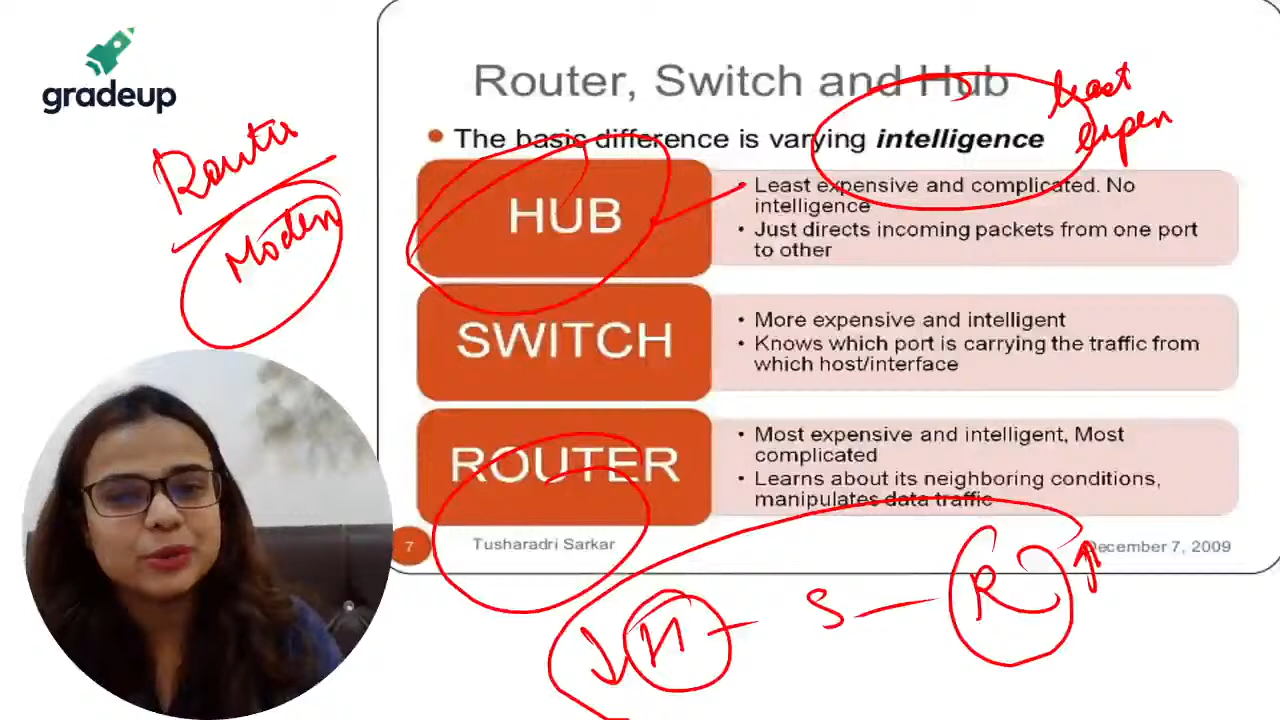 gradeup
Router, Switch and Hub
The basic difference is varying intelligence
least
expen
Router
Modem
HUB
Least expensive and complicated. No
intelligence
Just directs incoming packets from one port
to other
SWITCH
More expensive and intelligent
Knows which port is carrying the traffic from
which host/interface
ROUTER
Most expensive and intelligent, Most
complicated
Learns about its neighboring conditions,
manipulates data traffic
7
Tusharadri Sarkar
December 7, 2009
H - S - R